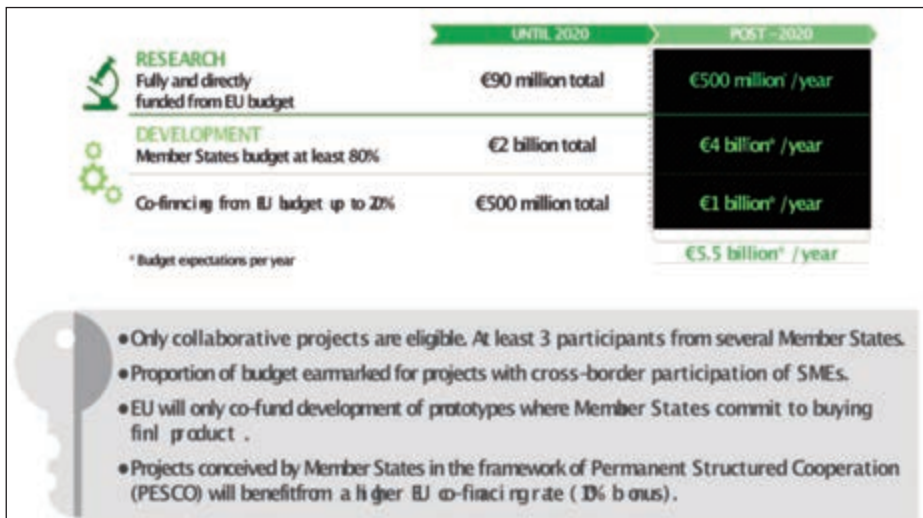 UNTIL 2020 POST-2020
RESEARCH
Fully and directly
funded from EU budget
€90 million total €500 million* /year
DEVELOPMENT
Member States budget at least 80%
€2 billion total €4 billion* /year
Co-finncing from EU budget up to 20% €500 million total €1 billion* /year
* Budget expectations per year €5.5 billion* /year
•Only collaborative projects are eligible. At least 3 participants from several Member States.
•Proportion of budget earmarked for projects with cross-border participation of SMEs.
•EU will only co-fund development of prototypes where Member States commit to buying
finl product .
•Projects conceived by Member States in the framework of Permanent Structured Cooperation
(PESCO) will benefitfrom a higher EU co-finacing rate ( 10% bonus).